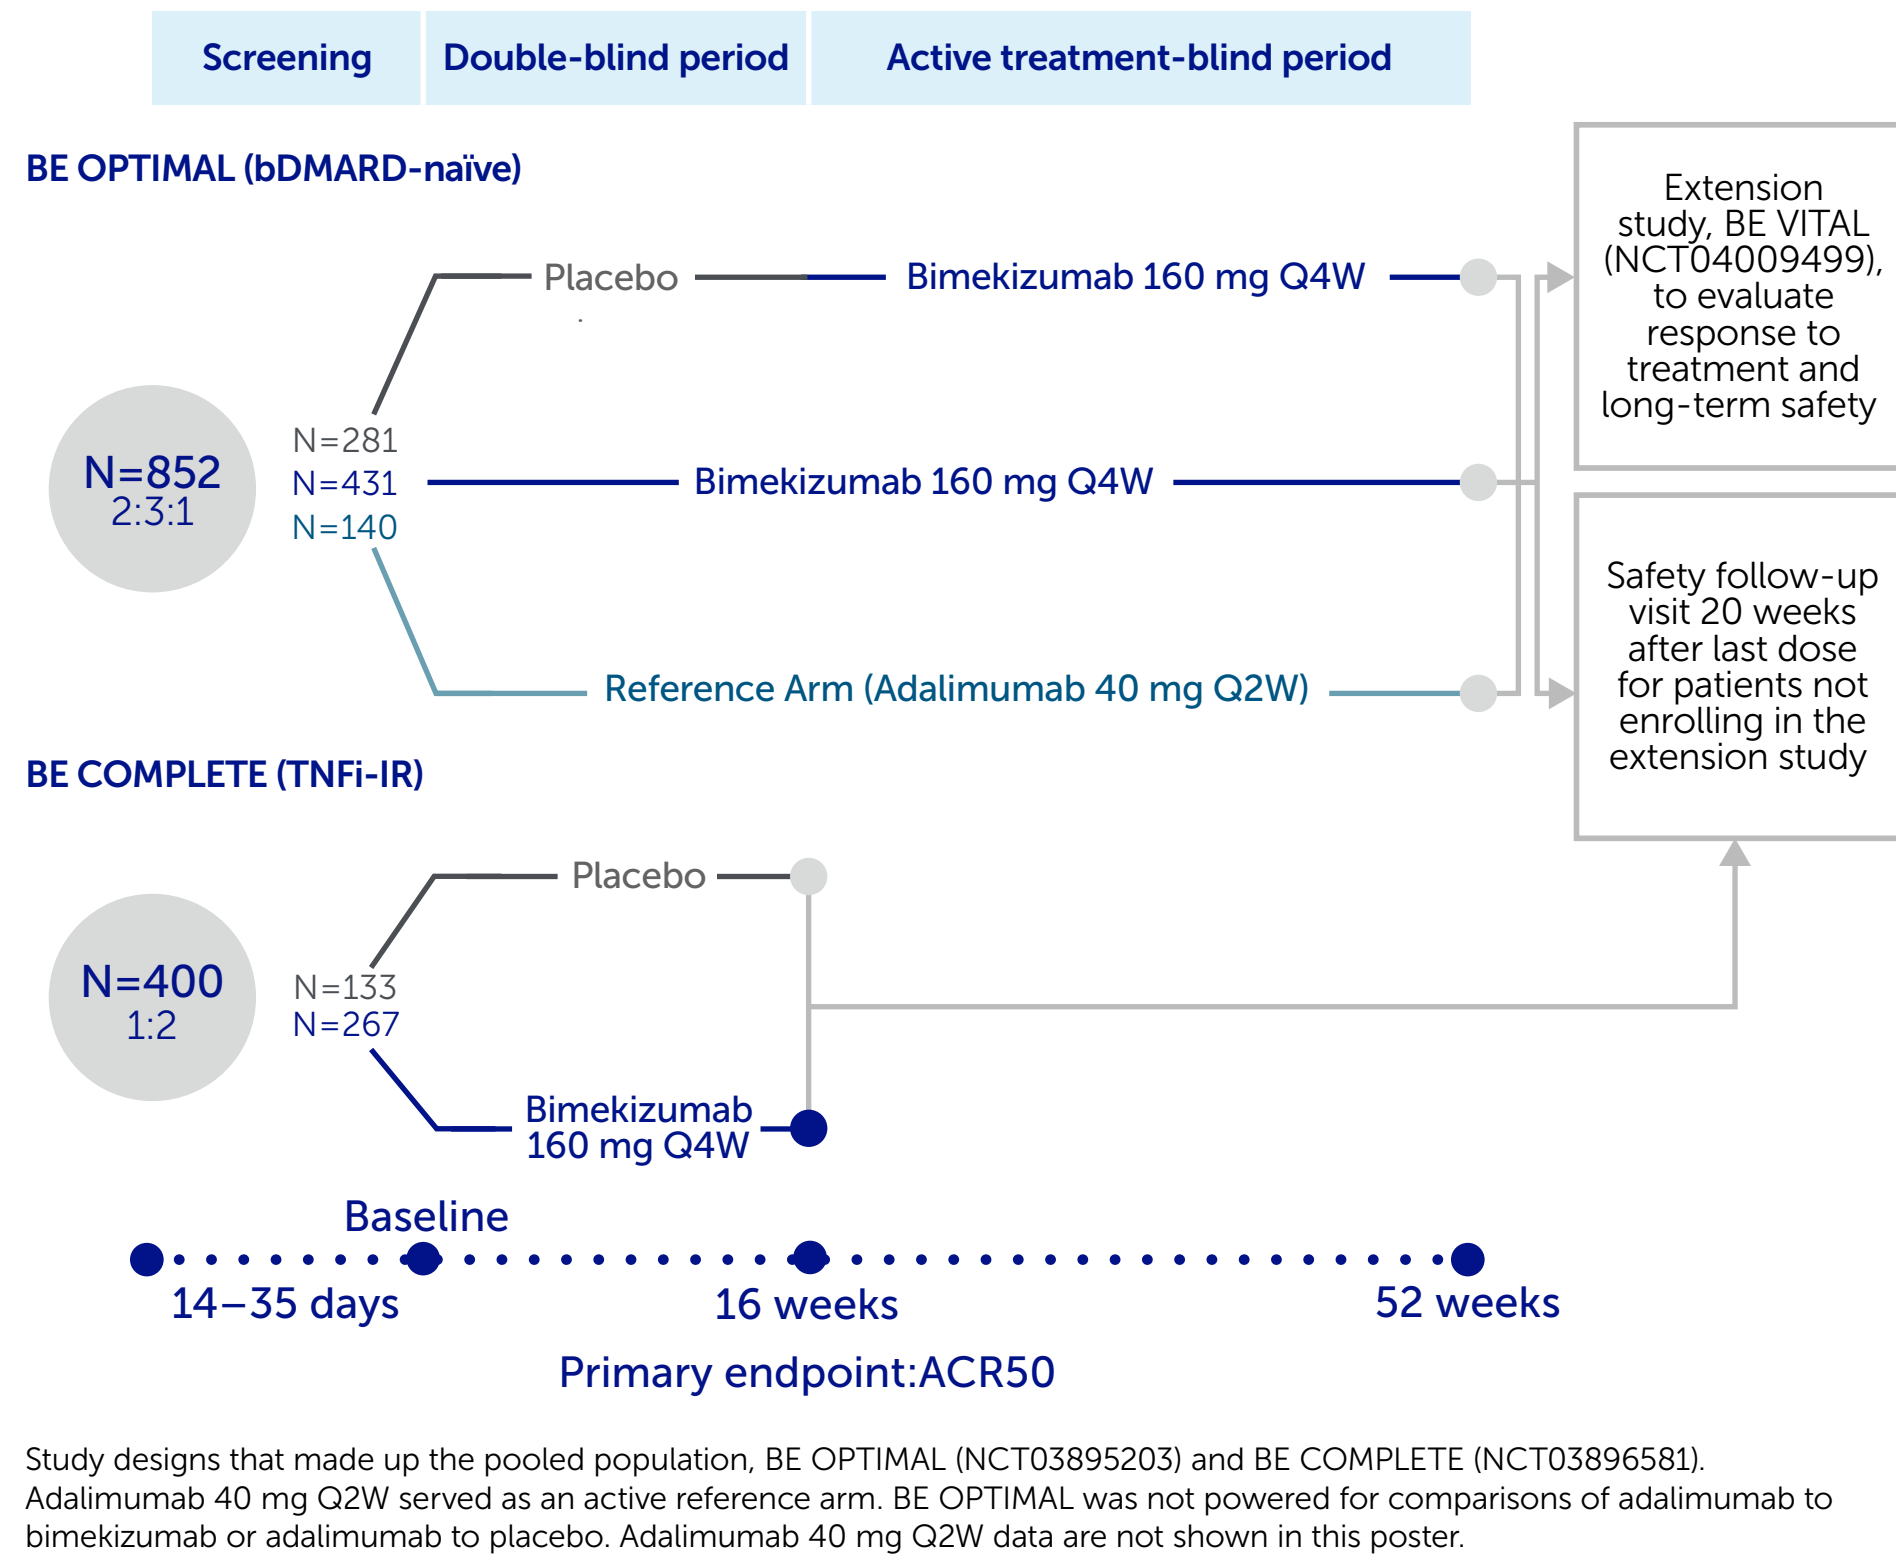 Screening
Double-blind period
Active treatment-blind period
BE OPTIMAL (bDMARD-naïve)
Placebo
Bimekizumab 160 mg Q4W
N=852
2:3:1
N=281
N=431
N=140
Bimekizumab 160 mg Q4W
Reference Arm (Adalimumab 40 mg Q2W)
Extension
study, BE VITAL
(NCT04009499),
to evaluate
response to
treatment and
long-term safety
Safety follow-up
visit 20 weeks
after last dose
for patients not
enrolling in the
extension study
BE COMPLETE (TNFi-IR)
Placebo
N=400
1:2
N=133
N=267
Bimekizumab
160 mg Q4W
Baseline
14–35 days
16 weeks
52 weeks
Primary endpoint:ACR50
Study designs that made up the pooled population, BE OPTIMAL (NCT03895203) and BE COMPLETE (NCT03896581).
Adalimumab 40 mg Q2W served as an active reference arm. BE OPTIMAL was not powered for comparisons of adalimumab to
bimekizumab or adalimumab to placebo. Adalimumab 40 mg Q2W data are not shown in this poster.